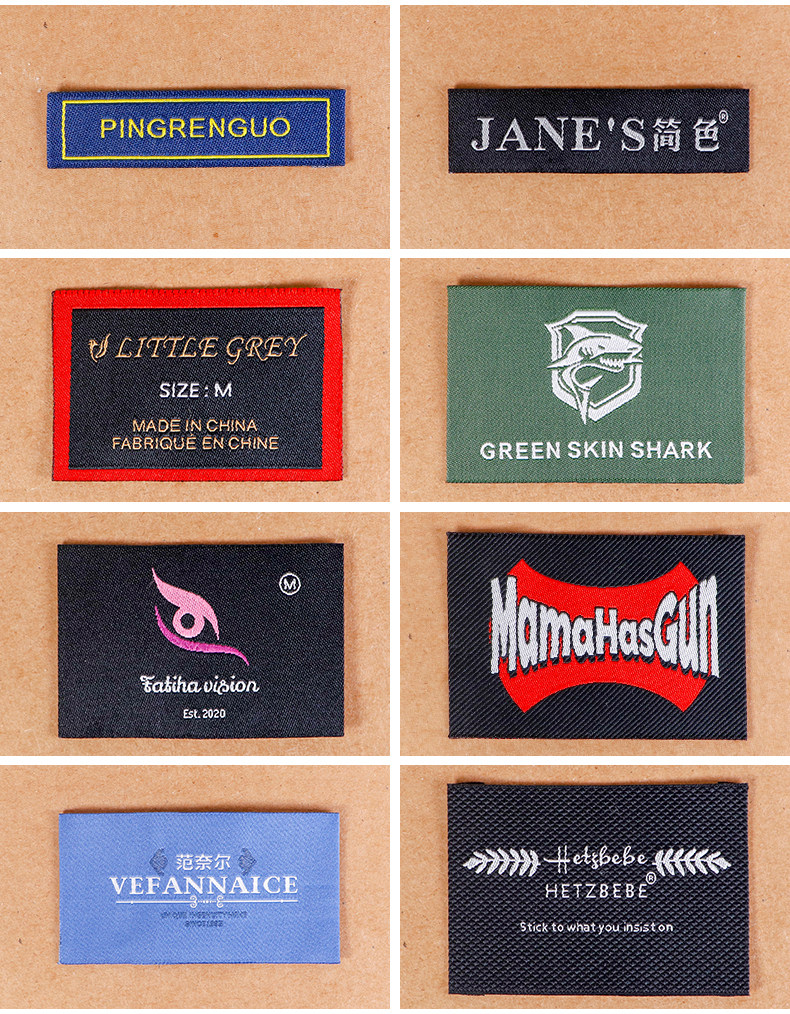 PINGRENGUO
JANE'S简色®
LITTLE GREY
SIZE : M
MADE IN CHINA
FABRIQUE EN CHINE
GREEN SKIN SHARK
M
Fatiha vision
Est. 2020
MamaHasGun
范奈尔
VEFANNAICE
Hetzbebe
HETZBEBE®
Stick to what you insist on